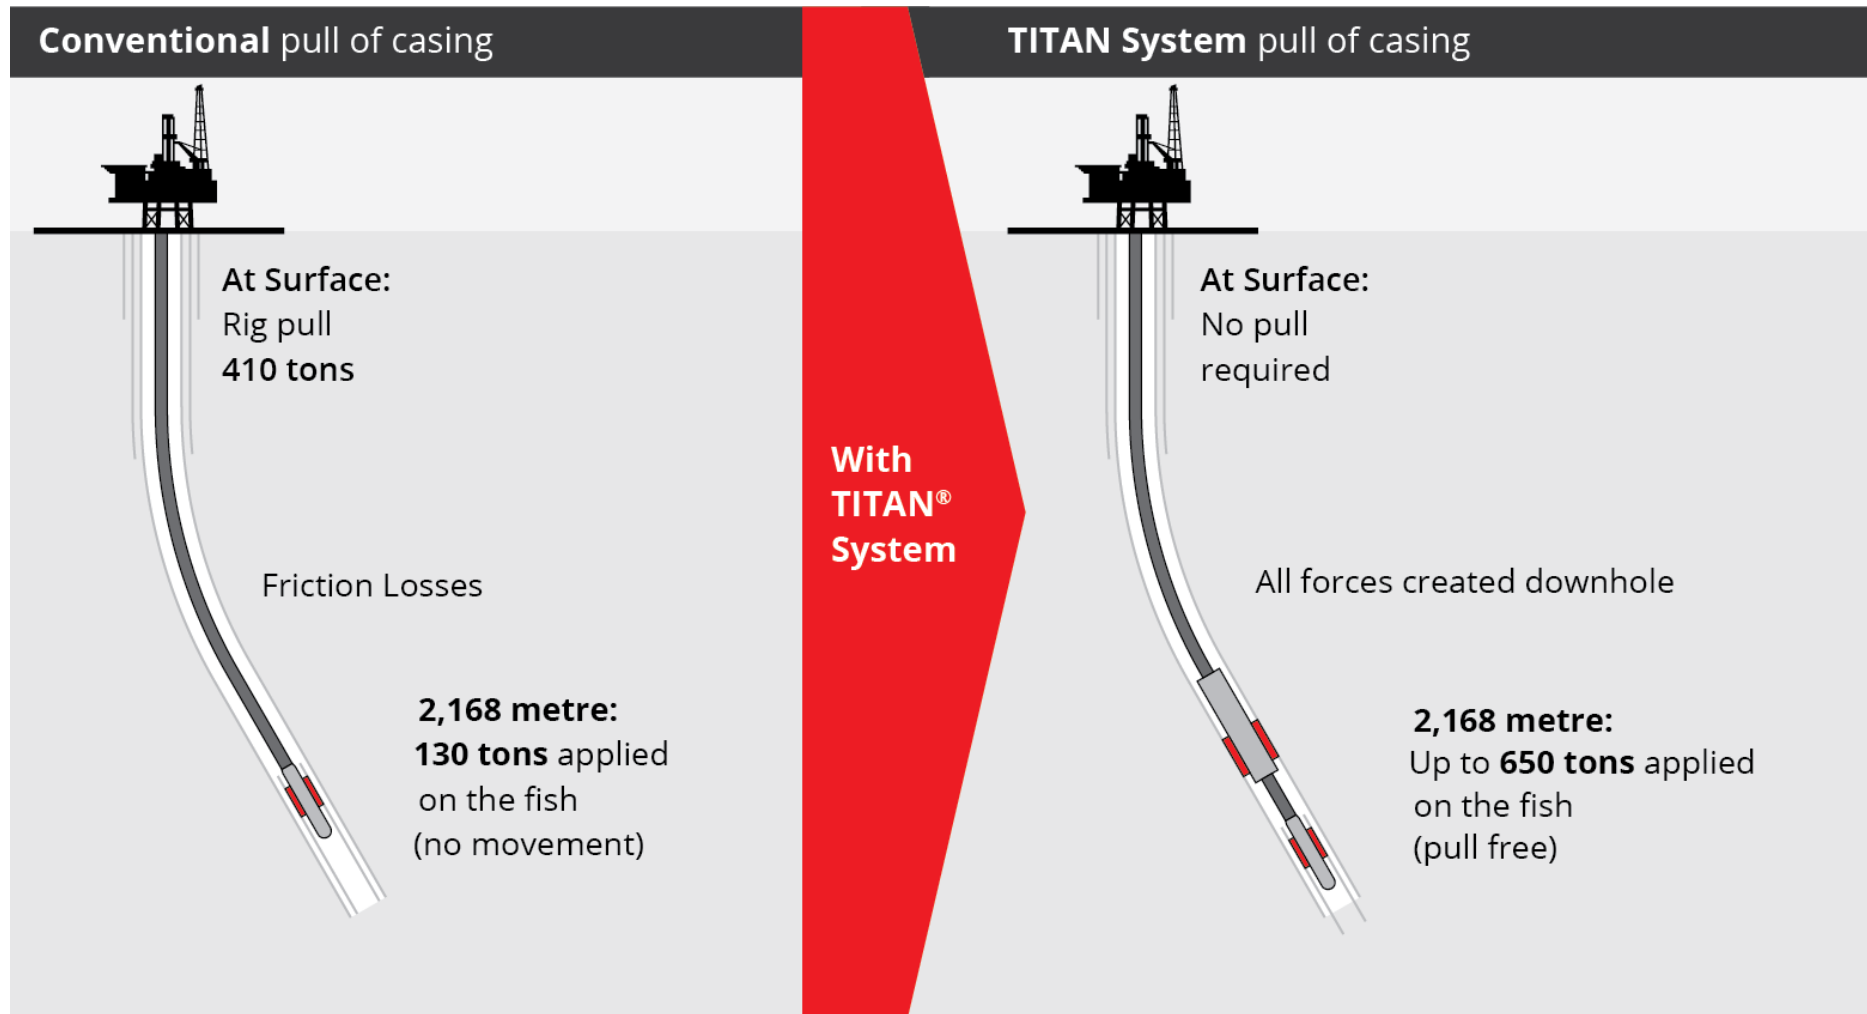 Conventional pull of casing
At Surface:
Rig pull
410 tons
Friction Losses
2,168 metre:
130 tons applied
on the fish
(no movement)
With
TITAN®
System
TITAN System pull of casing
At Surface:
No pull
required
All forces created downhole
2,168 metre:
Up to 650 tons applied
on the fish
(pull free)